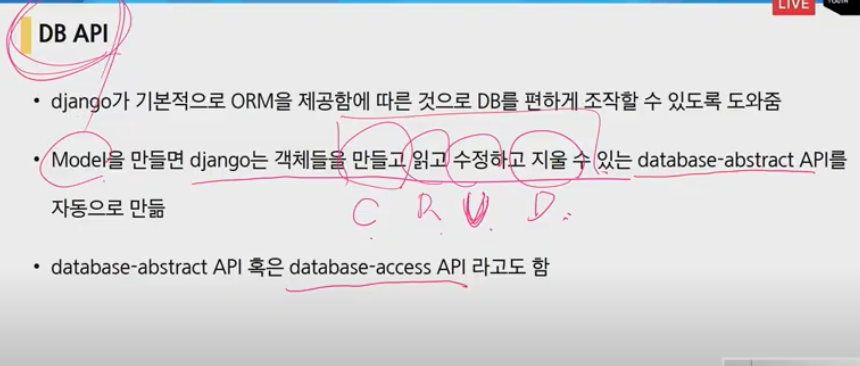 LIVE
YOUTH
DB API
• django가 기본적으로 ORM을 제공함에 따른 것으로 DB를 편하게 조작할 수 있도록 도와줌
• Model을 만들면 django는 객체들을 만들고 읽고 수정하고 지울 수 있는 database-abstract API를
자동으로 만듦
C R U D
• database-abstract API 혹은 database-access API 라고도 함